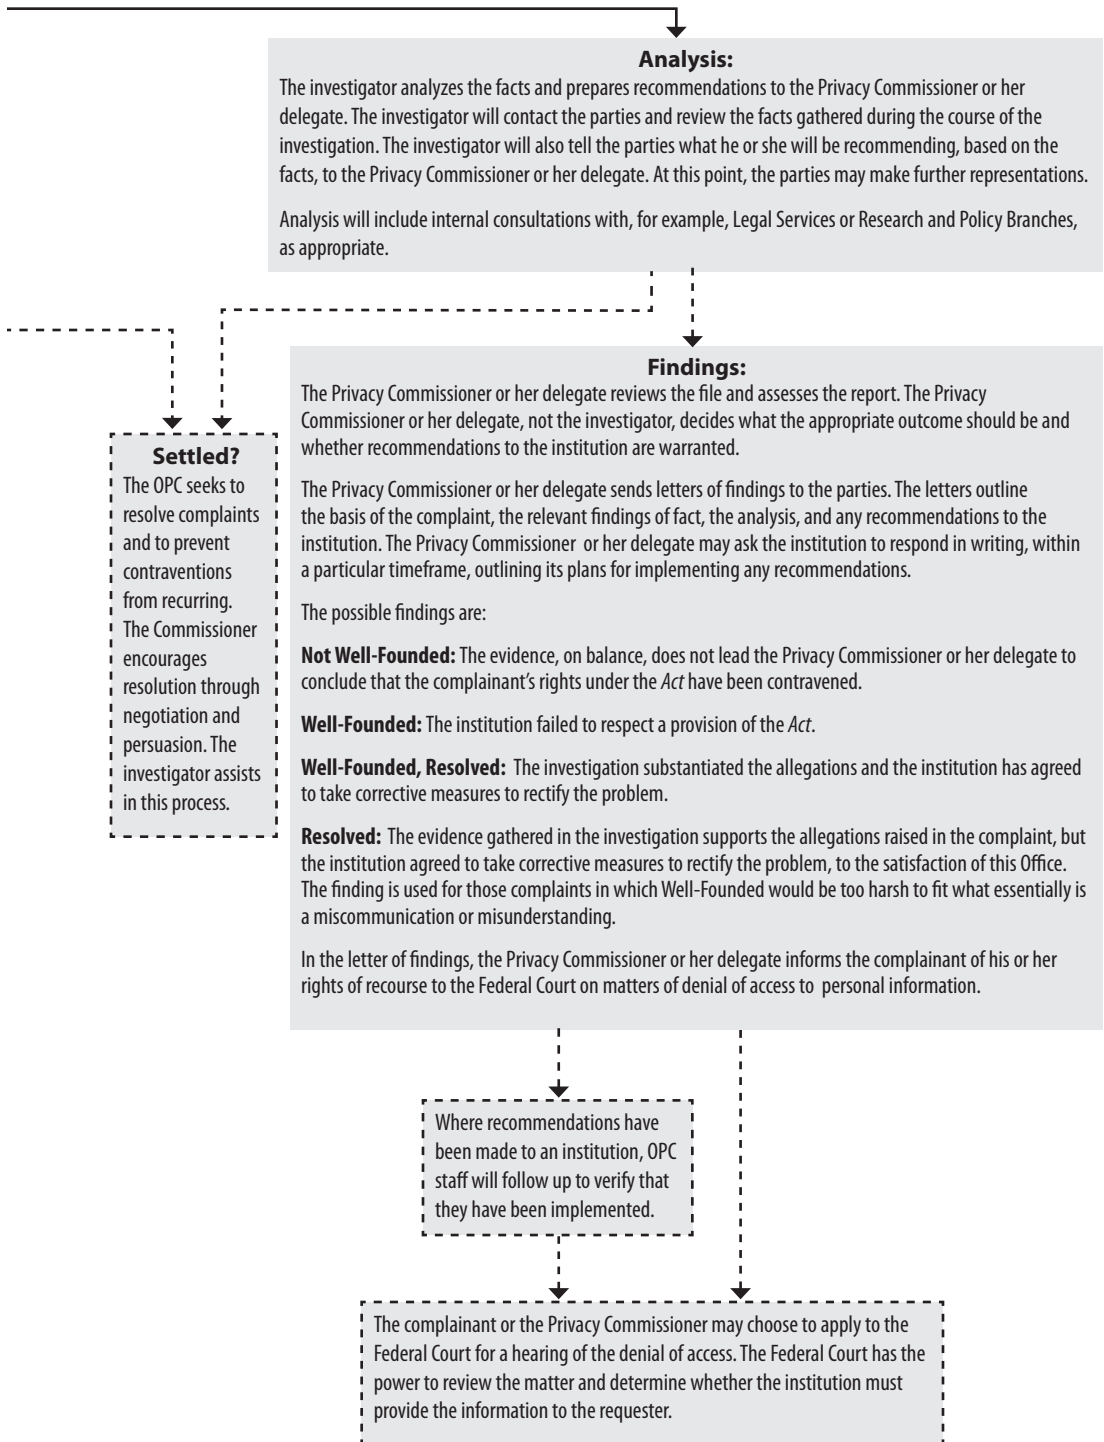 Analysis:
The investigator analyzes the facts and prepares recommendations to the Privacy Commissioner or her
delegate. The investigator will contact the parties and review the facts gathered during the course of the
investigation. The investigator will also tell the parties what he or she will be recommending, based on the
facts, to the Privacy Commissioner or her delegate. At this point, the parties may make further representations.
Analysis will include internal consultations with, for example, Legal Services or Research and Policy Branches,
as appropriate.
Settled?
The OPC seeks to
resolve complaints
and to prevent
contraventions
from recurring.
The Commissioner
encourages
resolution through
negotiation and
persuasion. The
investigator assists
in this process.
Findings:
The Privacy Commissioner or her delegate reviews the file and assesses the report. The Privacy
Commissioner or her delegate, not the investigator, decides what the appropriate outcome should be and
whether recommendations to the institution are warranted.
The Privacy Commissioner or her delegate sends letters of findings to the parties. The letters outline
the basis of the complaint, the relevant findings of fact, the analysis, and any recommendations to the
institution. The Privacy Commissioner or her delegate may ask the institution to respond in writing, within
a particular timeframe, outlining its plans for implementing any recommendations.
The possible findings are:
Not Well-Founded: The evidence, on balance, does not lead the Privacy Commissioner or her delegate to
conclude that the complainant's rights under the Act have been contravened.
Well-Founded: The institution failed to respect a provision of the Act.
Well-Founded, Resolved: The investigation substantiated the allegations and the institution has agreed
to take corrective measures to rectify the problem.
Resolved: The evidence gathered in the investigation supports the allegations raised in the complaint, but
the institution agreed to take corrective measures to rectify the problem, to the satisfaction of this Office.
The finding is used for those complaints in which Well-Founded would be too harsh to fit what essentially is
a miscommunication or misunderstanding.
In the letter of findings, the Privacy Commissioner or her delegate informs the complainant of his or her
rights of recourse to the Federal Court on matters of denial of access to personal information.
Where recommendations have
been made to an institution, OPC
staff will follow up to verify that
they have been implemented.
The complainant or the Privacy Commissioner may choose to apply to the
Federal Court for a hearing of the denial of access. The Federal Court has the
power to review the matter and determine whether the institution must
provide the information to the requester.